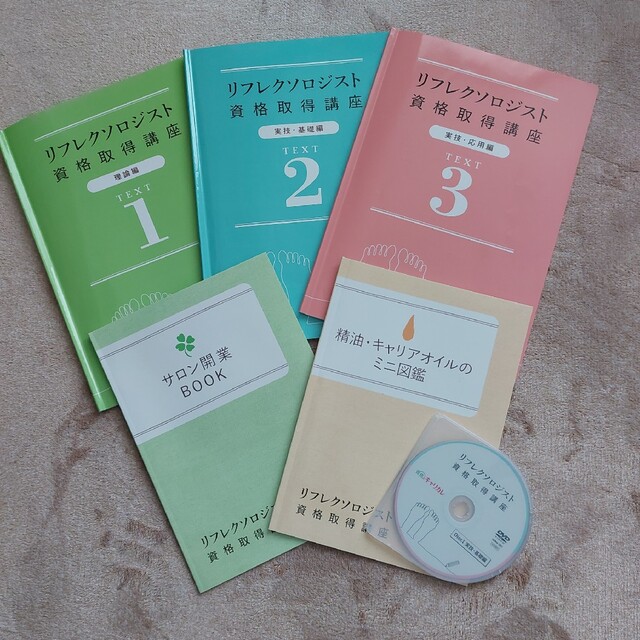 リフレクソロジスト
資格取得講座
理論編
TEXT
1
リフレクソロジスト
資格取得講座
実技・基礎編
TEXT
2
リフレクソロジスト
資格取得講座
実技・応用編
TEXT
3
サロン開業
BOOK
リフレクソロジスト
資格取得講
精油・キャリアオイルの
ミニ図鑑
リフレクソロジスト
資格取得講
座
リフレクソロジスト
資格取得講座
キャリカレ
DVD